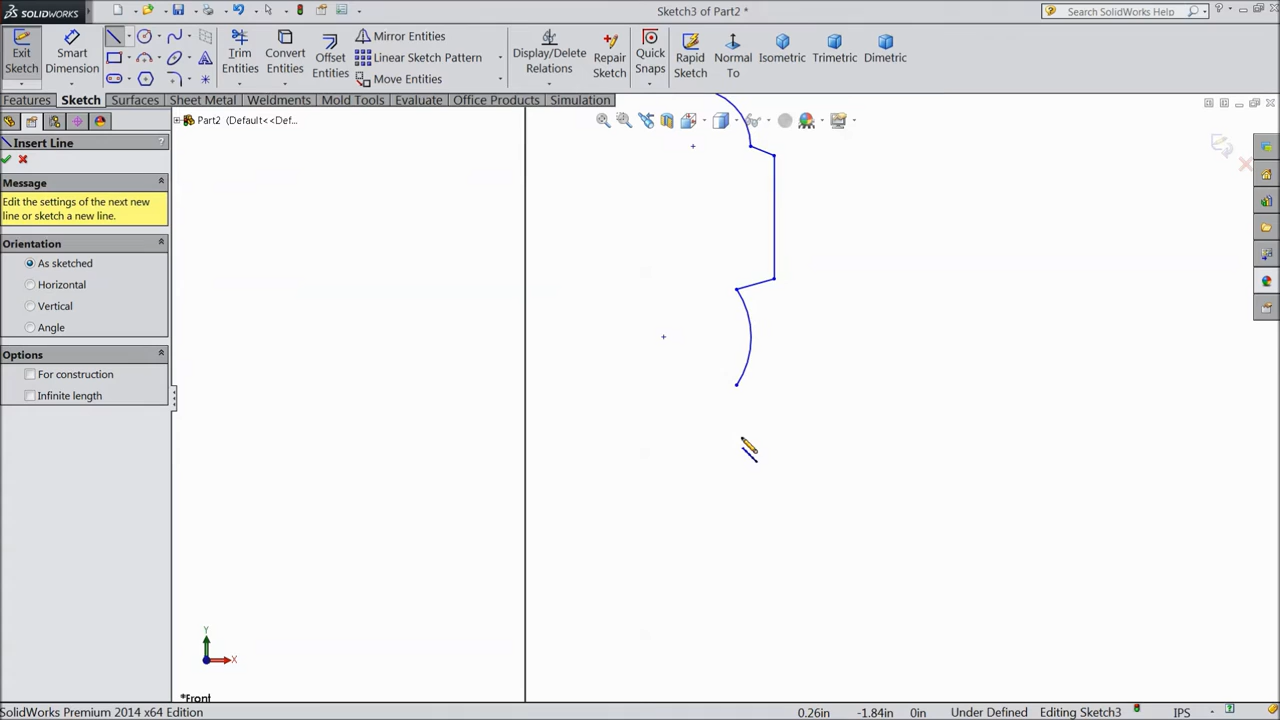 SOLIDWORKS
Sketch3 of Part2 *
Search SolidWorks Help
Exit Sketch
Smart Dimension
Trim Entities
Convert Entities
Offset Entities
Mirror Entities
Linear Sketch Pattern
Move Entities
Display/Delete Relations
Repair Sketch
Quick Snaps
Rapid Sketch
Normal To
Isometric
Trimetric
Dimetric
Features
Sketch
Surfaces
Sheet Metal
Weldments
Mold Tools
Evaluate
Office Products
Simulation
Part2 (Default<<Def...
Insert Line
?
Message
Edit the settings of the next new
line or sketch a new line.
Orientation
As sketched
Horizontal
Vertical
Angle
Options
For construction
Infinite length
Y
X
*Front
SolidWorks Premium 2014 x64 Edition
0.26in
-1.84in
0in
Under Defined
Editing Sketch3
IPS